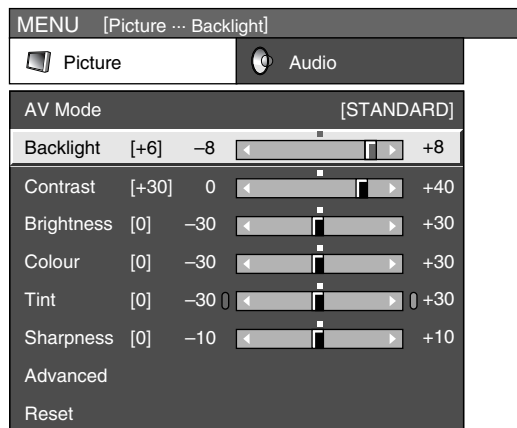 MENU [Picture ··· Backlight]
Picture Audio
AV Mode [STANDARD]
Backlight [+6] –8 +8
Contrast [+30] 0 +40
Brightness [0] –30 +30
Colour [0] –30 +30
Tint [0] –30 +30
Sharpness [0] –10 +10
Advanced
Reset